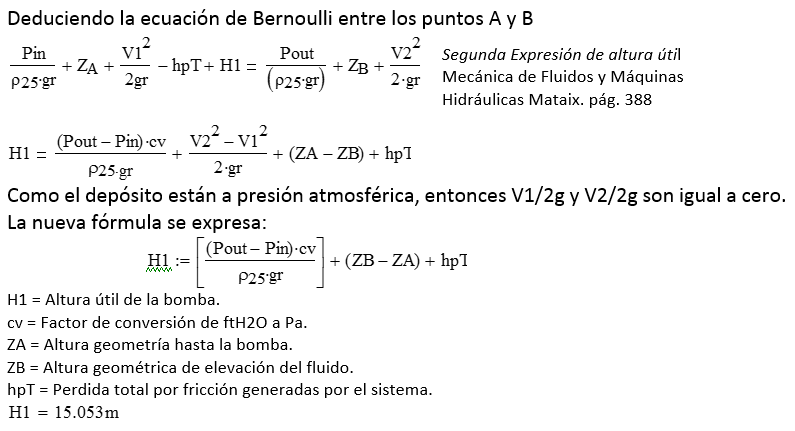 Deduciendo la ecuación de Bernoulli entre los puntos A y B
Pin/(ρ25·gr) + ZA + V1²/(2gr) − hpT + H1 = Pout/(ρ25·gr) + ZB + V2²/(2·gr)
Segunda Expresión de altura útil
Mecánica de Fluidos y Máquinas
Hidráulicas Mataix. pág. 388
H1 = (Pout − Pin)·cv/(ρ25·gr) + (V2² − V1²)/(2·gr) + (ZA − ZB) + hpT
Como el depósito están a presión atmosférica, entonces V1/2g y V2/2g son igual a cero.
La nueva fórmula se expresa:
H1 := [(Pout − Pin)·cv/(ρ25·gr)] + (ZB − ZA) + hpT
H1 = Altura útil de la bomba.
cv = Factor de conversión de ftH2O a Pa.
ZA = Altura geometría hasta la bomba.
ZB = Altura geométrica de elevación del fluido.
hpT = Perdida total por fricción generadas por el sistema.
H1 = 15.053m